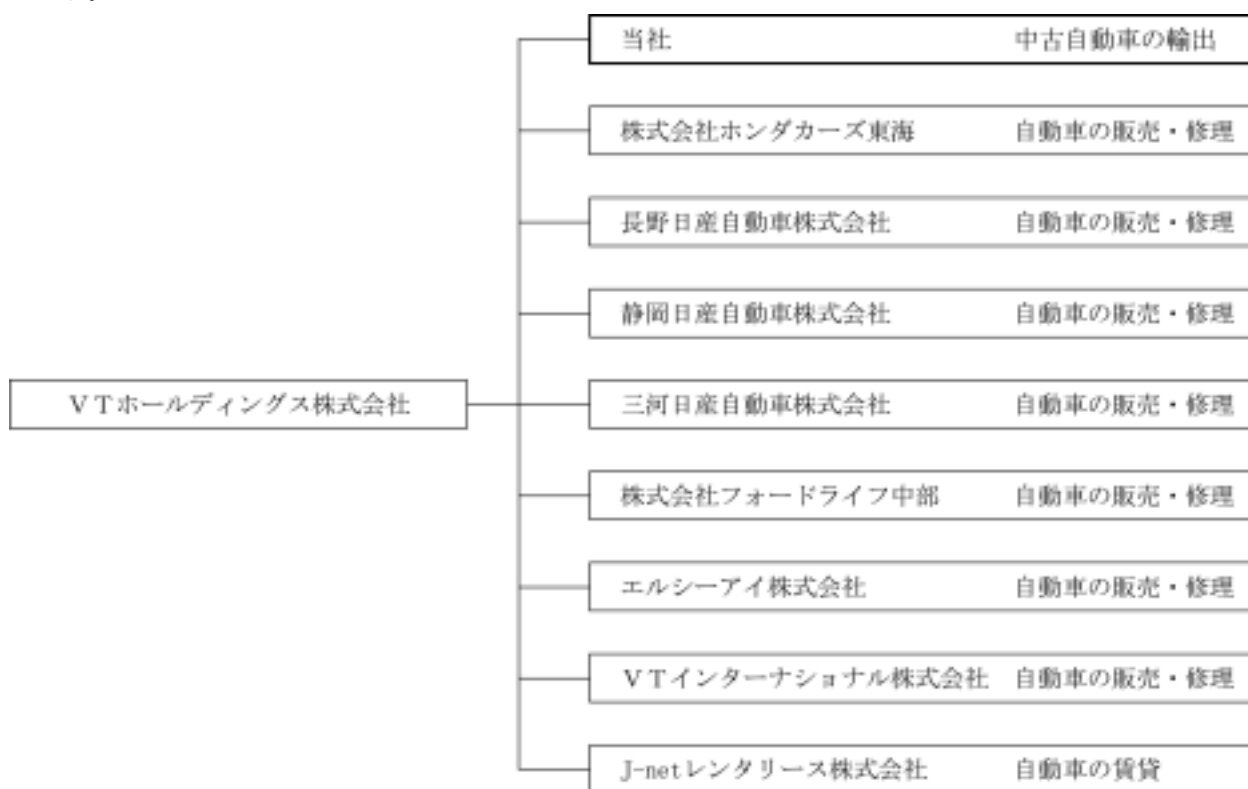 当社 中古自動車の輸出
株式会社ホンダカーズ東海 自動車の販売・修理
長野日産自動車株式会社 自動車の販売・修理
静岡日産自動車株式会社 自動車の販売・修理
VTホールディングス株式会社
三河日産自動車株式会社 自動車の販売・修理
株式会社フォードライフ中部 自動車の販売・修理
エルシーアイ株式会社 自動車の販売・修理
VTインターナショナル株式会社 自動車の販売・修理
J-netレンタリース株式会社 自動車の賃貸